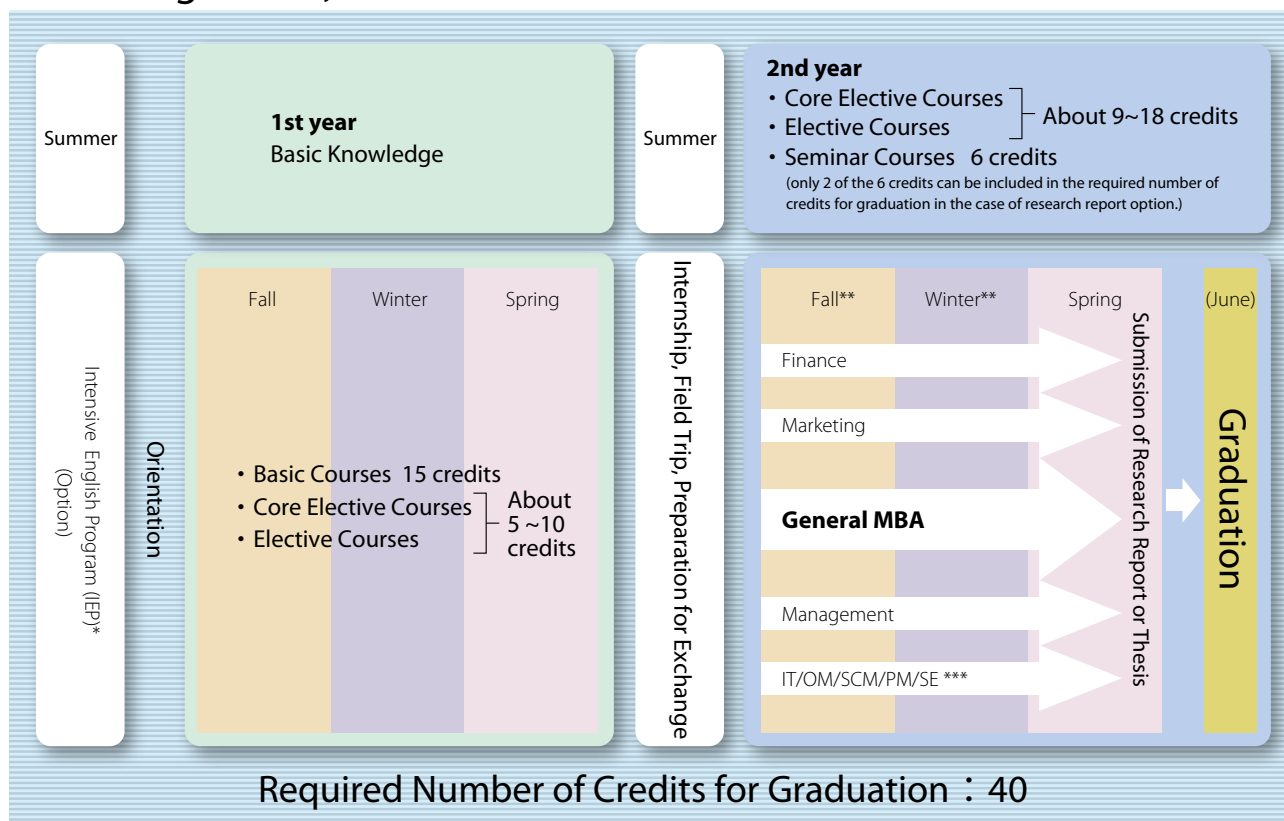 Summer
1st year
Basic Knowledge
Summer
2nd year
・Core Elective Courses
・Elective Courses
About 9~18 credits
・Seminar Courses 6 credits
(only 2 of the 6 credits can be included in the required number of
credits for graduation in the case of research report option.)
Intensive English Program (IEP)*
(Option)
Orientation
Fall
Winter
Spring
・Basic Courses 15 credits
・Core Elective Courses
・Elective Courses
About
5 ~10
credits
Internship, Field Trip, Preparation for Exchange
Fall**
Winter**
Spring
(June)
Finance
Marketing
General MBA
Management
IT/OM/SCM/PM/SE ***
Submission of Research Report or Thesis
Graduation
Required Number of Credits for Graduation：40